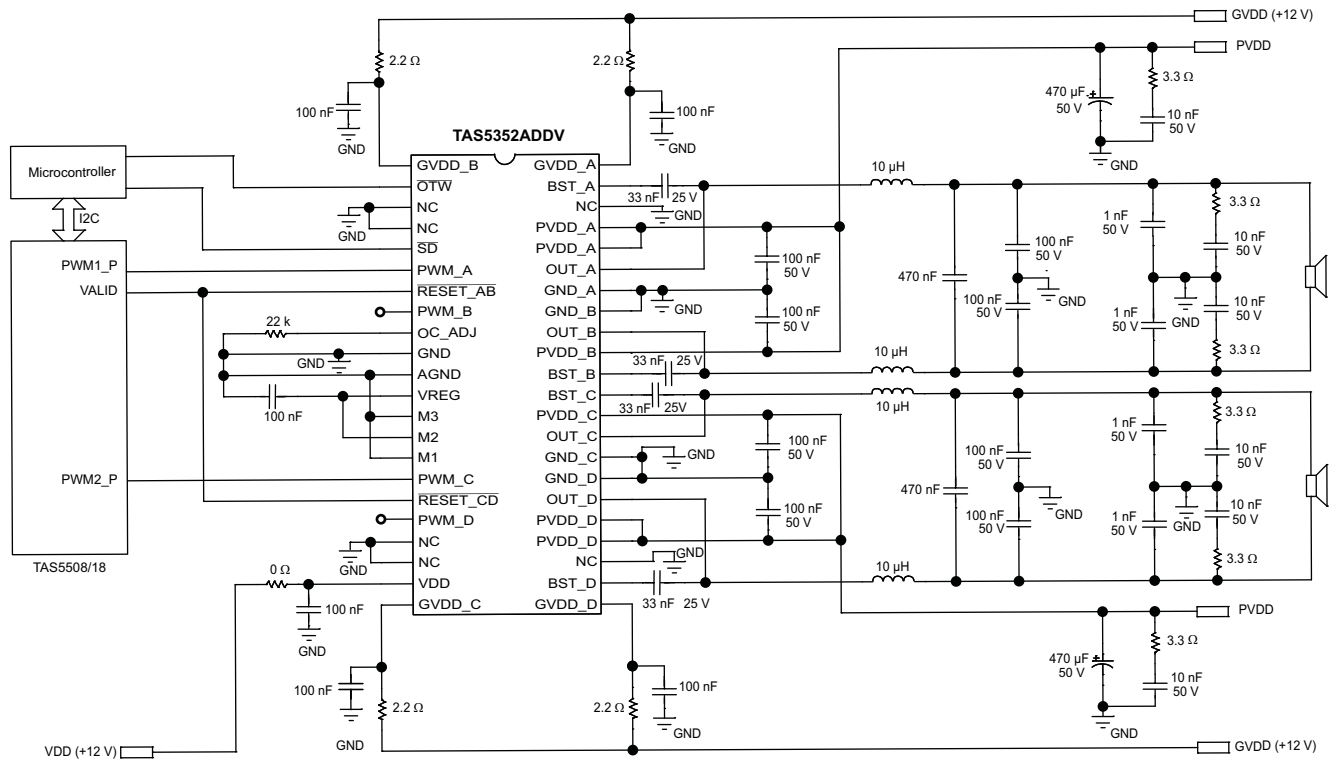 GVDD (+12 V)
PVDD
2.2 Ω
2.2 Ω
3.3 Ω
470 µF
50 V
10 nF
50 V
100 nF
100 nF
GND
GND
GND
TAS5352ADDV
Microcontroller
I2C
PWM1_P
VALID
PWM2_P
TAS5508/18
GVDD_B
OTW
NC
NC
SD
PWM_A
RESET_AB
PWM_B
OC_ADJ
GND
AGND
VREG
M3
M2
M1
PWM_C
RESET_CD
PWM_D
NC
NC
VDD
GVDD_C
GVDD_A
BST_A
NC
PVDD_A
PVDD_A
OUT_A
GND_A
GND_B
OUT_B
PVDD_B
BST_B
BST_C
PVDD_C
OUT_C
GND_C
GND_D
OUT_D
PVDD_D
PVDD_D
NC
BST_D
GVDD_D
GND
22 k
GND
100 nF
GND
0 Ω
100 nF
GND
33 nF 25 V
GND
100 nF
50 V
GND
100 nF
50 V
33 nF 25 V
33 nF 25V
100 nF
50 V
GND
100 nF
50 V
GND
33 nF 25 V
10 µH
10 µH
10 µH
10 µH
470 nF
100 nF
50 V
GND
100 nF
50 V
1 nF
50 V
GND
1 nF
50 V
3.3 Ω
10 nF
50 V
10 nF
50 V
3.3 Ω
470 nF
100 nF
50 V
GND
100 nF
50 V
1 nF
50 V
GND
1 nF
50 V
3.3 Ω
10 nF
50 V
10 nF
50 V
3.3 Ω
PVDD
470 µF
50 V
3.3 Ω
10 nF
50 V
GND
100 nF
2.2 Ω
GND
2.2 Ω
100 nF
GND
VDD (+12 V)
GVDD (+12 V)